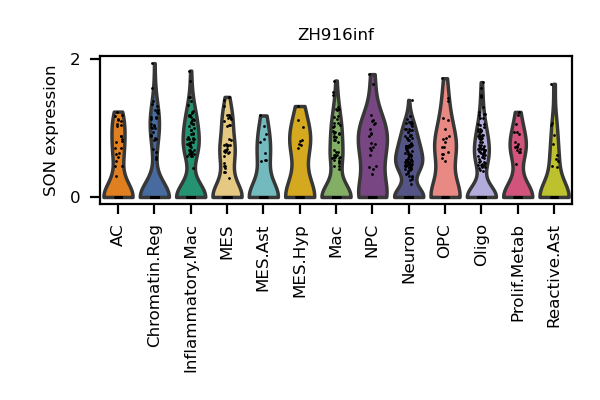 ZH916inf
SON expression
2
0
AC
Chromatin.Reg
Inflammatory.Mac
MES
MES.Ast
MES.Hyp
Mac
NPC
Neuron
OPC
Oligo
Prolif.Metab
Reactive.Ast